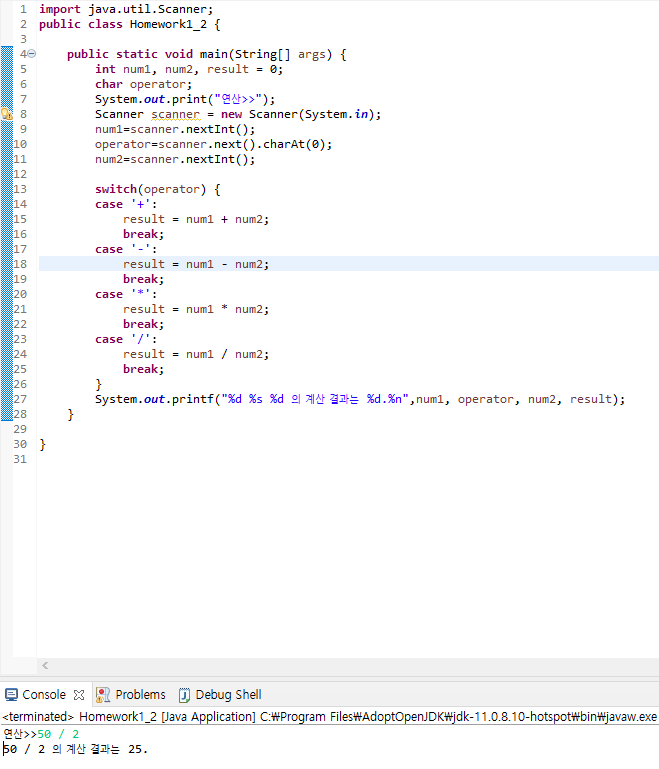 1 import java.util.Scanner;
2 public class Homework1_2 {
3
4 public static void main(String[] args) {
5 int num1, num2, result = 0;
6 char operator;
7 System.out.print("연산>>");
8 Scanner scanner = new Scanner(System.in);
9 num1=scanner.nextInt();
10 operator=scanner.next().charAt(0);
11 num2=scanner.nextInt();
12
13 switch(operator) {
14 case '+':
15 result = num1 + num2;
16 break;
17 case '-':
18 result = num1 - num2;
19 break;
20 case '*':
21 result = num1 * num2;
22 break;
23 case '/':
24 result = num1 / num2;
25 break;
26 }
27 System.out.printf("%d %s %d 의 계산 결과는 %d.%n",num1, operator, num2, result);
28 }
29
30 }
31
Console Problems Debug Shell
<terminated> Homework1_2 [Java Application] C:₩Program Files₩AdoptOpenJDK₩jdk-11.0.8.10-hotspot₩bin₩javaw.exe
연산>>50 / 2
50 / 2 의 계산 결과는 25.